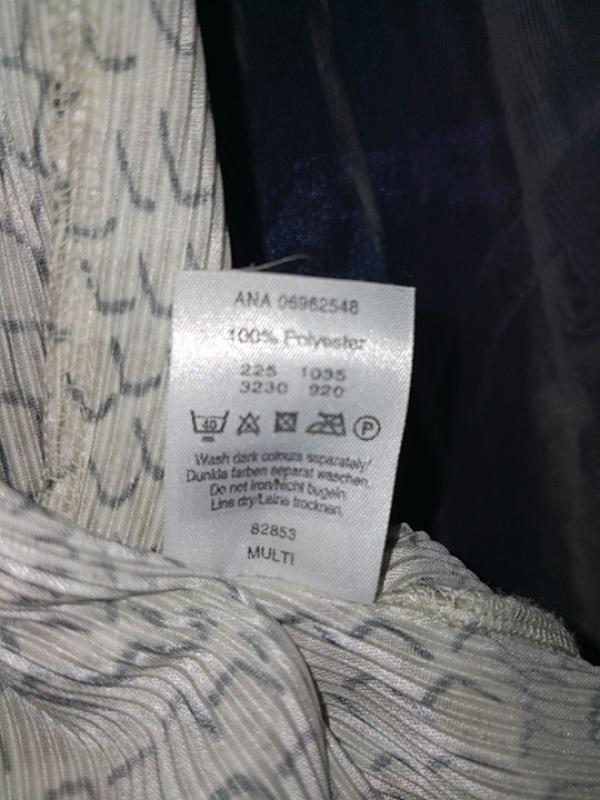 ANA 06962548
100% Polyester
225 1035
3230 920
40
P
Wash dark colours separately/
Dunkle farben separat waschen.
Do not iron/Nicht bugeln.
Line dry/Leine trocknen.
82853
MULTI